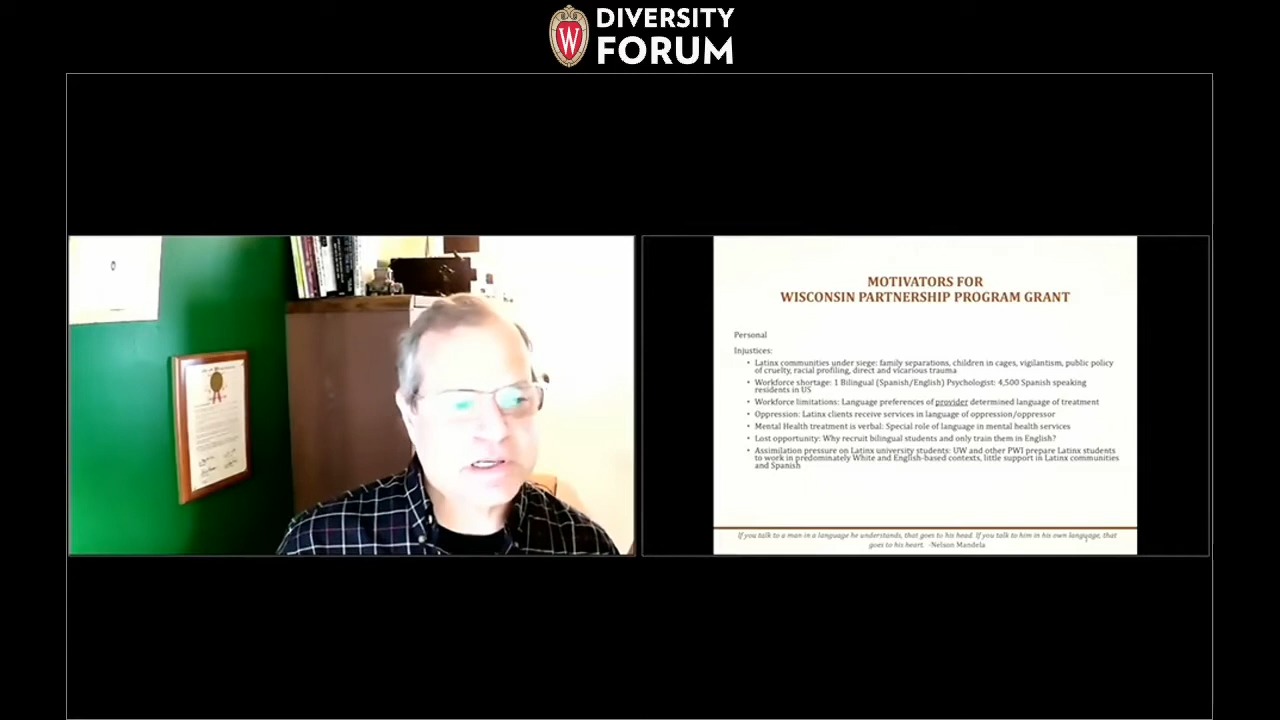 DIVERSITY
FORUM
W
MOTIVATORS FOR
WISCONSIN PARTNERSHIP PROGRAM GRANT
Personal
Injustices:
• Latinx communities under siege: family separations, children in cages, vigilantism, public policy
of cruelty, racial profiling, direct and vicarious trauma
• Workforce shortage: 1 Bilingual (Spanish/English) Psychologist: 4,500 Spanish speaking
residents in US
• Workforce limitations: Language preferences of provider determined language of treatment
• Oppression: Latinx clients receive services in language of oppression/oppressor
• Mental Health treatment is verbal: Special role of language in mental health services
• Lost opportunity: Why recruit bilingual students and only train them in English?
• Assimilation pressure on Latinx university students: UW and other PWI prepare Latinx students
to work in predominately White and English-based contexts, little support in Latinx communities
and Spanish
If you talk to a man in a language he understands, that goes to his head. If you talk to him in his own language, that
goes to his heart. -Nelson Mandela